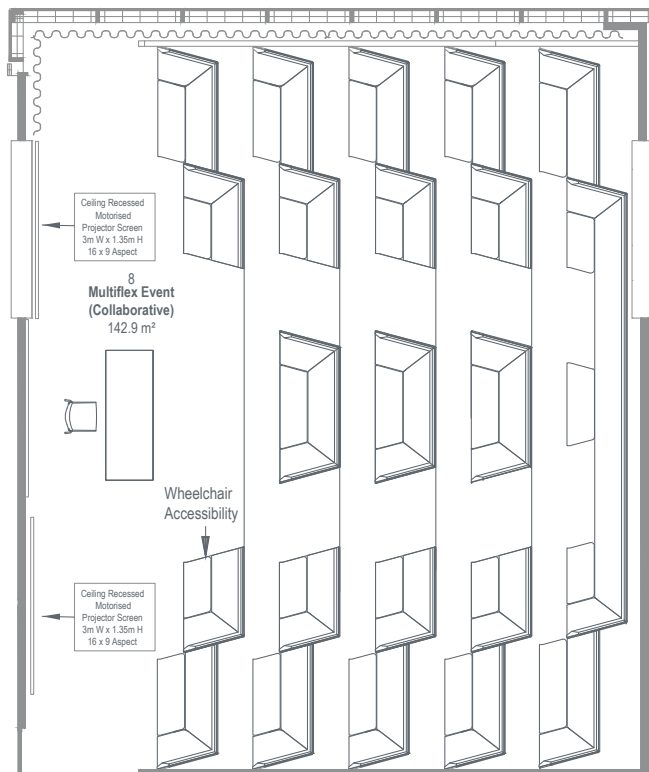 Ceiling Recessed
Motorised
Projector Screen
3m W x 1.35m H
16 x 9 Aspect
8
Multiflex Event
(Collaborative)
142.9 m²
Wheelchair
Accessibility
Ceiling Recessed
Motorised
Projector Screen
3m W x 1.35m H
16 x 9 Aspect